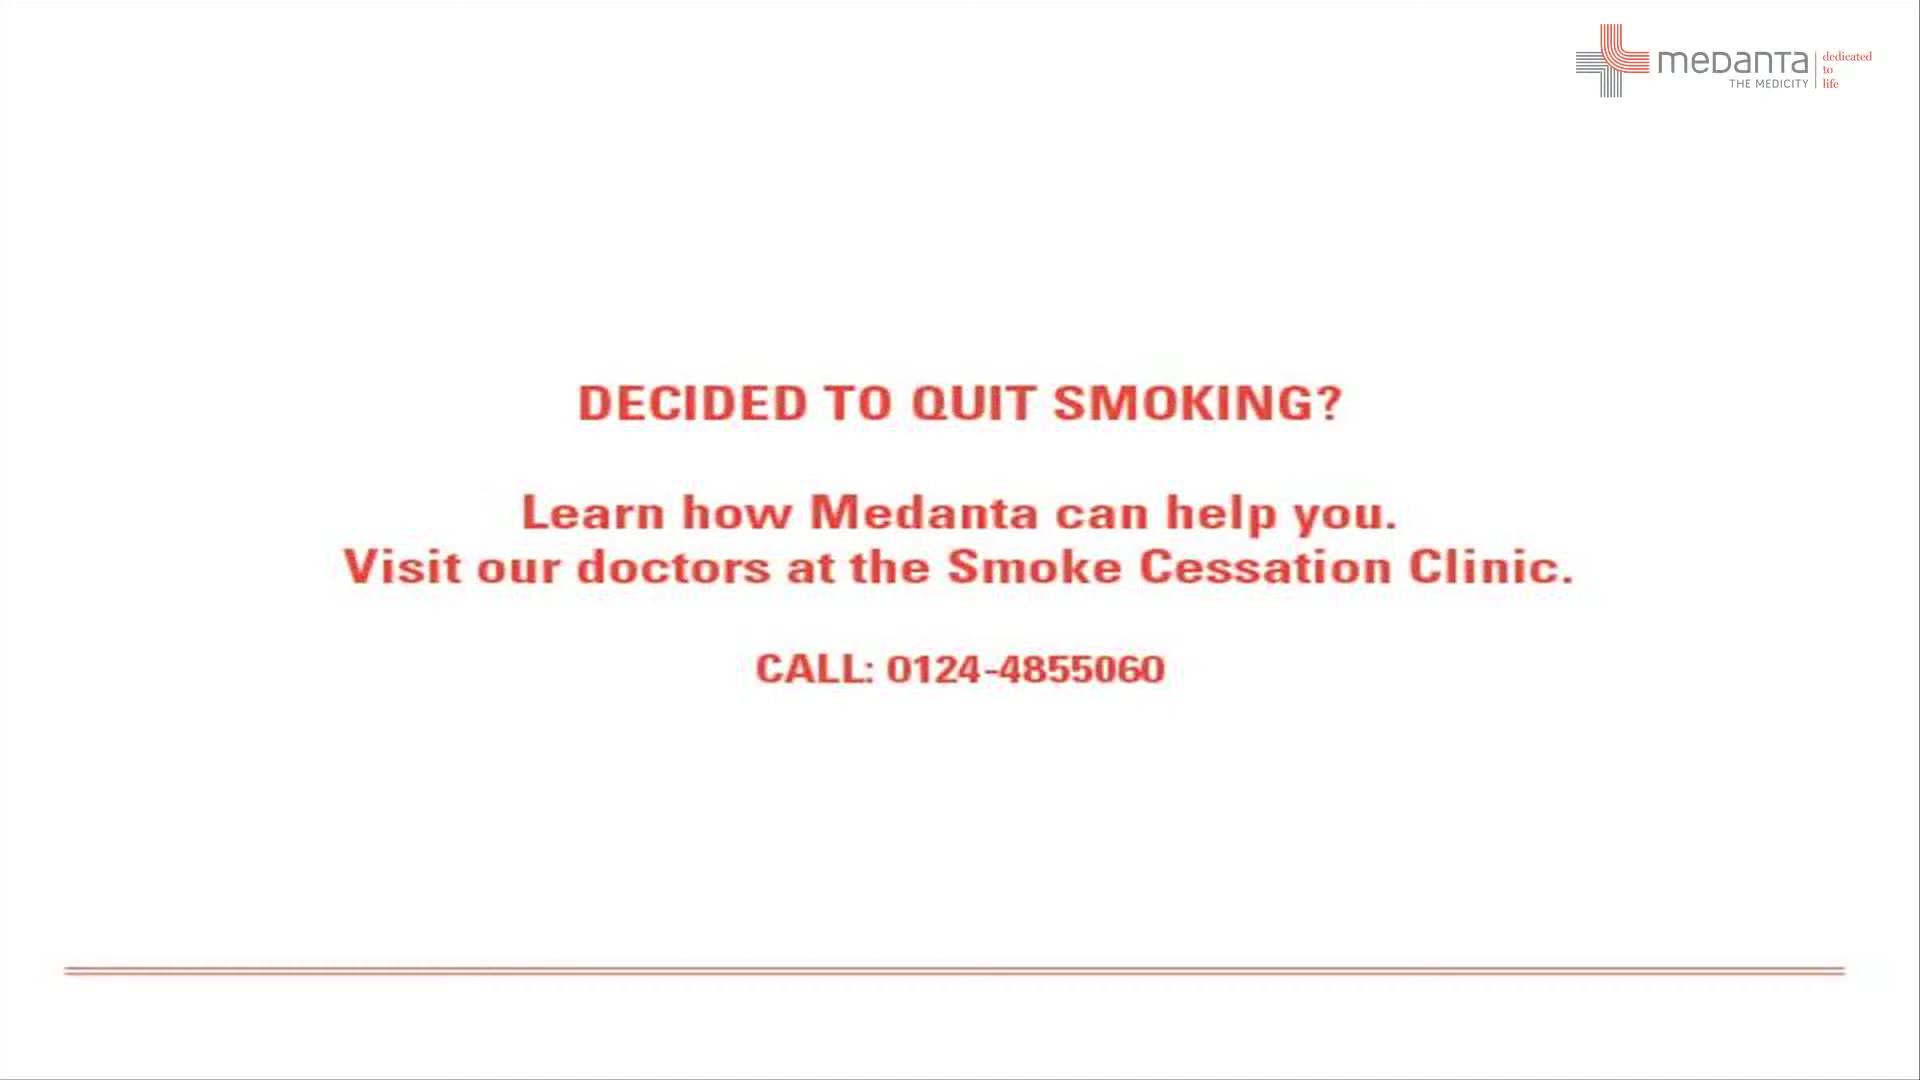 medanta
THE MEDICITY
dedicated
to
life
DECIDED TO QUIT SMOKING?
Learn how Medanta can help you.
Visit our doctors at the Smoke Cessation Clinic.
CALL: 0124-4855060